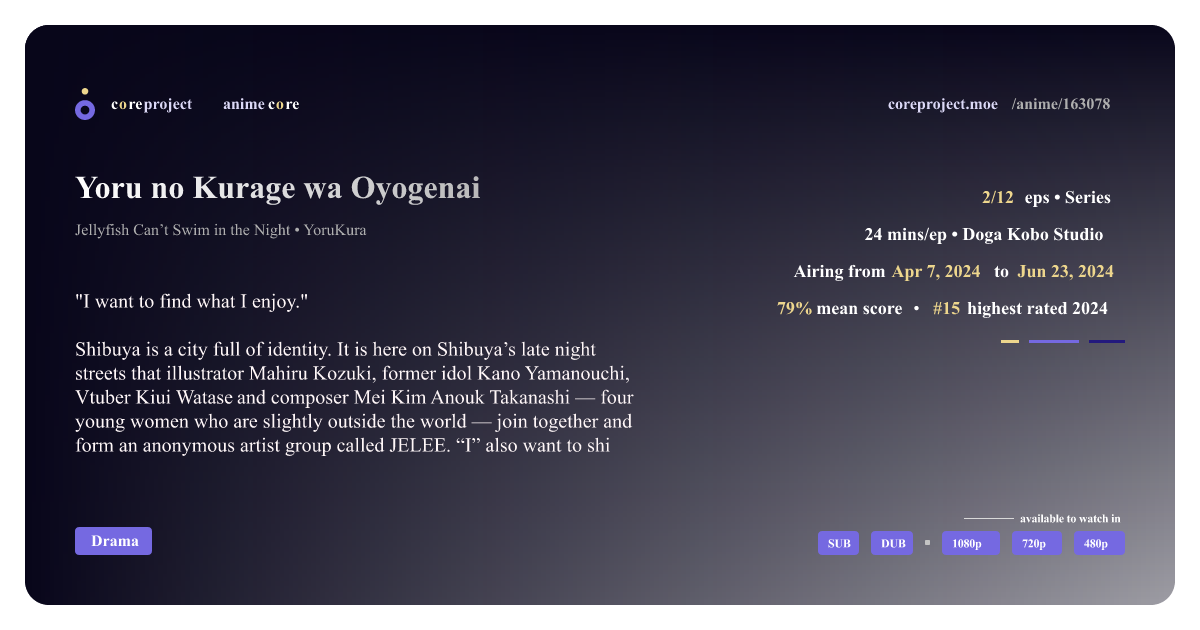 coreproject anime core
coreproject.moe /anime/163078
Yoru no Kurage wa Oyogenai
Jellyfish Can’t Swim in the Night • YoruKura
2/12 eps • Series
24 mins/ep • Doga Kobo Studio
Airing from Apr 7, 2024 to Jun 23, 2024
79% mean score • #15 highest rated 2024
"I want to find what I enjoy."
Shibuya is a city full of identity. It is here on Shibuya’s late night
streets that illustrator Mahiru Kozuki, former idol Kano Yamanouchi,
Vtuber Kiui Watase and composer Mei Kim Anouk Takanashi — four
young women who are slightly outside the world — join together and
form an anonymous artist group called JELEE. “I” also want to shi
Drama
available to watch in
SUB DUB 1080p 720p 480p